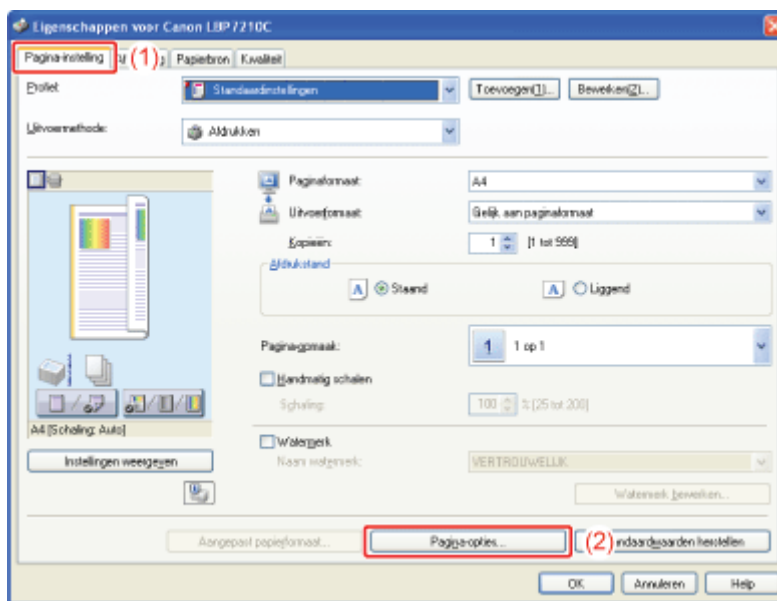 Eigenschappen voor Canon LBP7210C
Pagina-instelling (1) Papierbron Kwaliteit
Profiel: Standaardinstellingen Toevoegen(1)... Bewerken(2)...
Uitvoermethode: Afdrukken
Paginaformaat: A4
Uitvoerformaat: Gelijk aan paginaformaat
Kopieën: 1 [1 tot 999]
Afdrukstand
A Staand A Liggend
Pagina-opmaak: 1 1 op 1
Handmatig schalen
Schaling: 100 % [25 tot 200]
A4 [Schaling: Auto]
Watermerk
Instellingen weergeven
Naam watermerk: VERTROUWELIJK
Watermerk bewerken...
Aangepast papierformaat... Pagina-opties... (2) ndaardwaarden herstellen
OK Annuleren Help